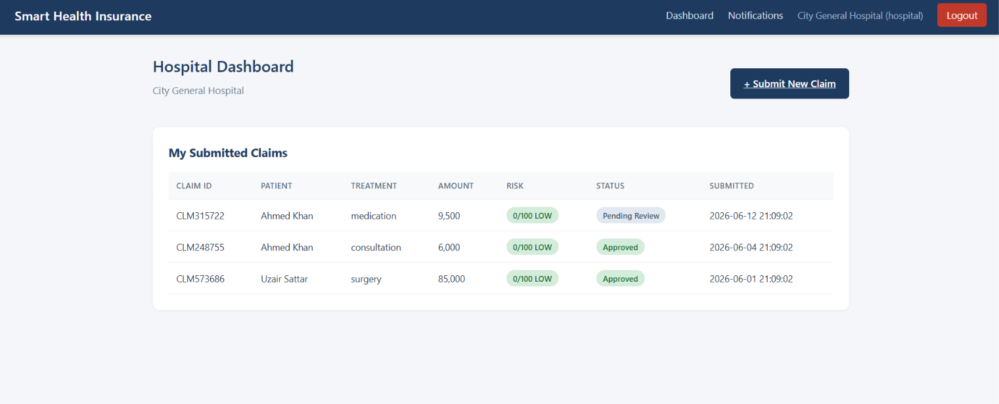 Smart Health Insurance Dashboard Notifications City General Hospital (hospital) Logout
Hospital Dashboard
City General Hospital
+ Submit New Claim
My Submitted Claims
CLAIM ID PATIENT TREATMENT AMOUNT RISK STATUS SUBMITTED
CLM315722 Ahmed Khan medication 9,500 0/100 LOW Pending Review 2026-06-12 21:09:02
CLM248755 Ahmed Khan consultation 6,000 0/100 LOW Approved 2026-06-04 21:09:02
CLM573686 Uzair Sattar surgery 85,000 0/100 LOW Approved 2026-06-01 21:09:02